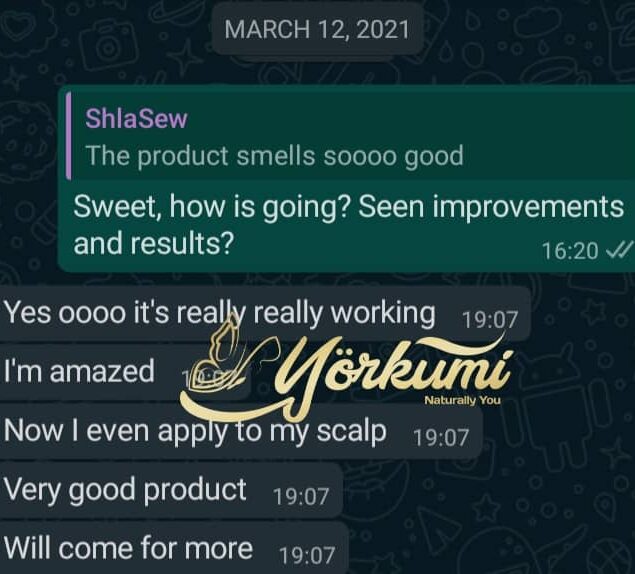 MARCH 12, 2021
ShlaSew
The product smells soooo good
Sweet, how is going? Seen improvements
and results?
16:20
Yes oooo it's really really working 19:07
I'm amazed 19:07
Yörkumi
Naturally You
Now I even apply to my scalp 19:07
Very good product 19:07
Will come for more 19:07